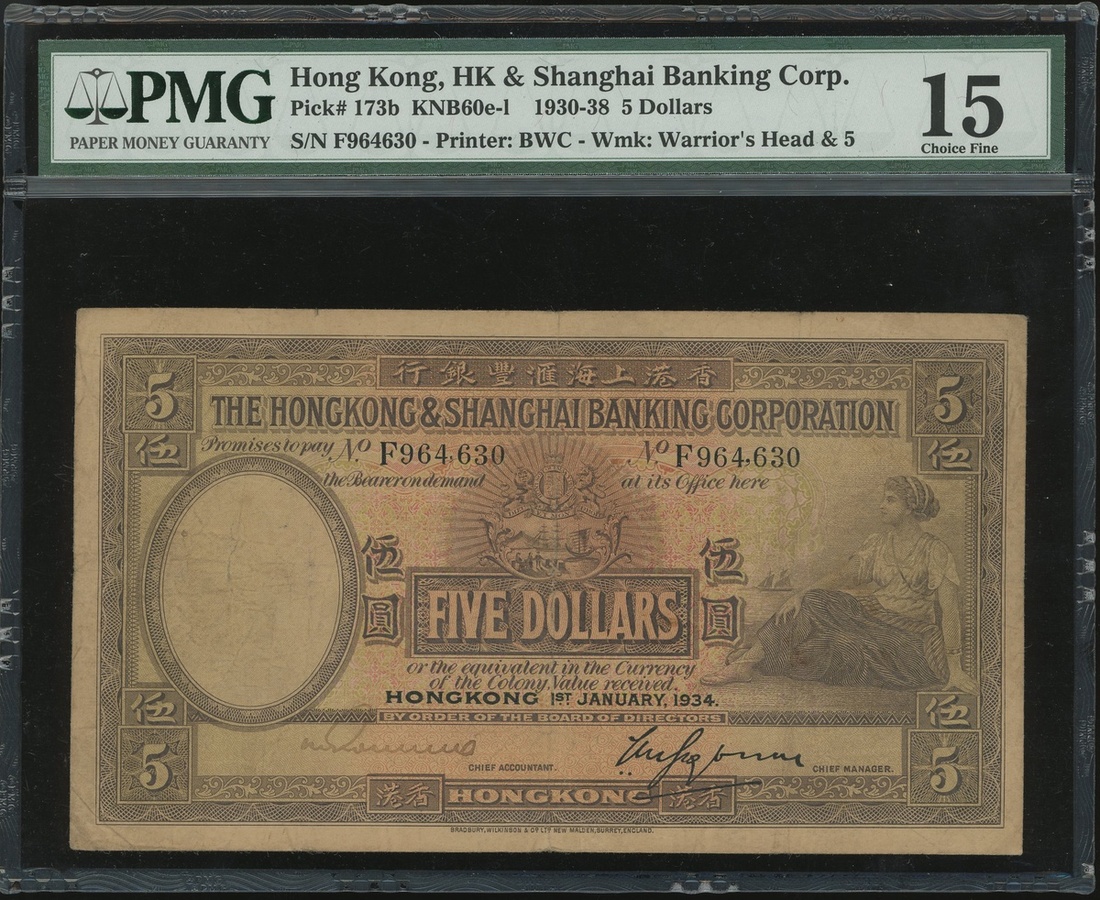 PMG
PAPER MONEY GUARANTY
Hong Kong, HK & Shanghai Banking Corp.
Pick# 173b KNB60e-l 1930-38 5 Dollars
S/N F964630 - Printer: BWC - Wmk: Warrior's Head & 5
15
Choice Fine
行銀豐滙海上港香
5
5
THE HONGKONG & SHANGHAI BANKING CORPORATION
伍
伍
Promises to pay No F964,630
No F964,630
the Bearer on demand
at its Office here
伍圓
伍圓
FIVE DOLLARS
or the equivalent in the Currency
of the Colony, Value received.
HONGKONG 1ST JANUARY, 1934.
伍
伍
BY ORDER OF THE BOARD OF DIRECTORS
5
5
CHIEF ACCOUNTANT.
CHIEF MANAGER.
港香
HONGKONG
港香
BRADBURY, WILKINSON & Co LTD NEW MALDEN, SURREY, ENGLAND.